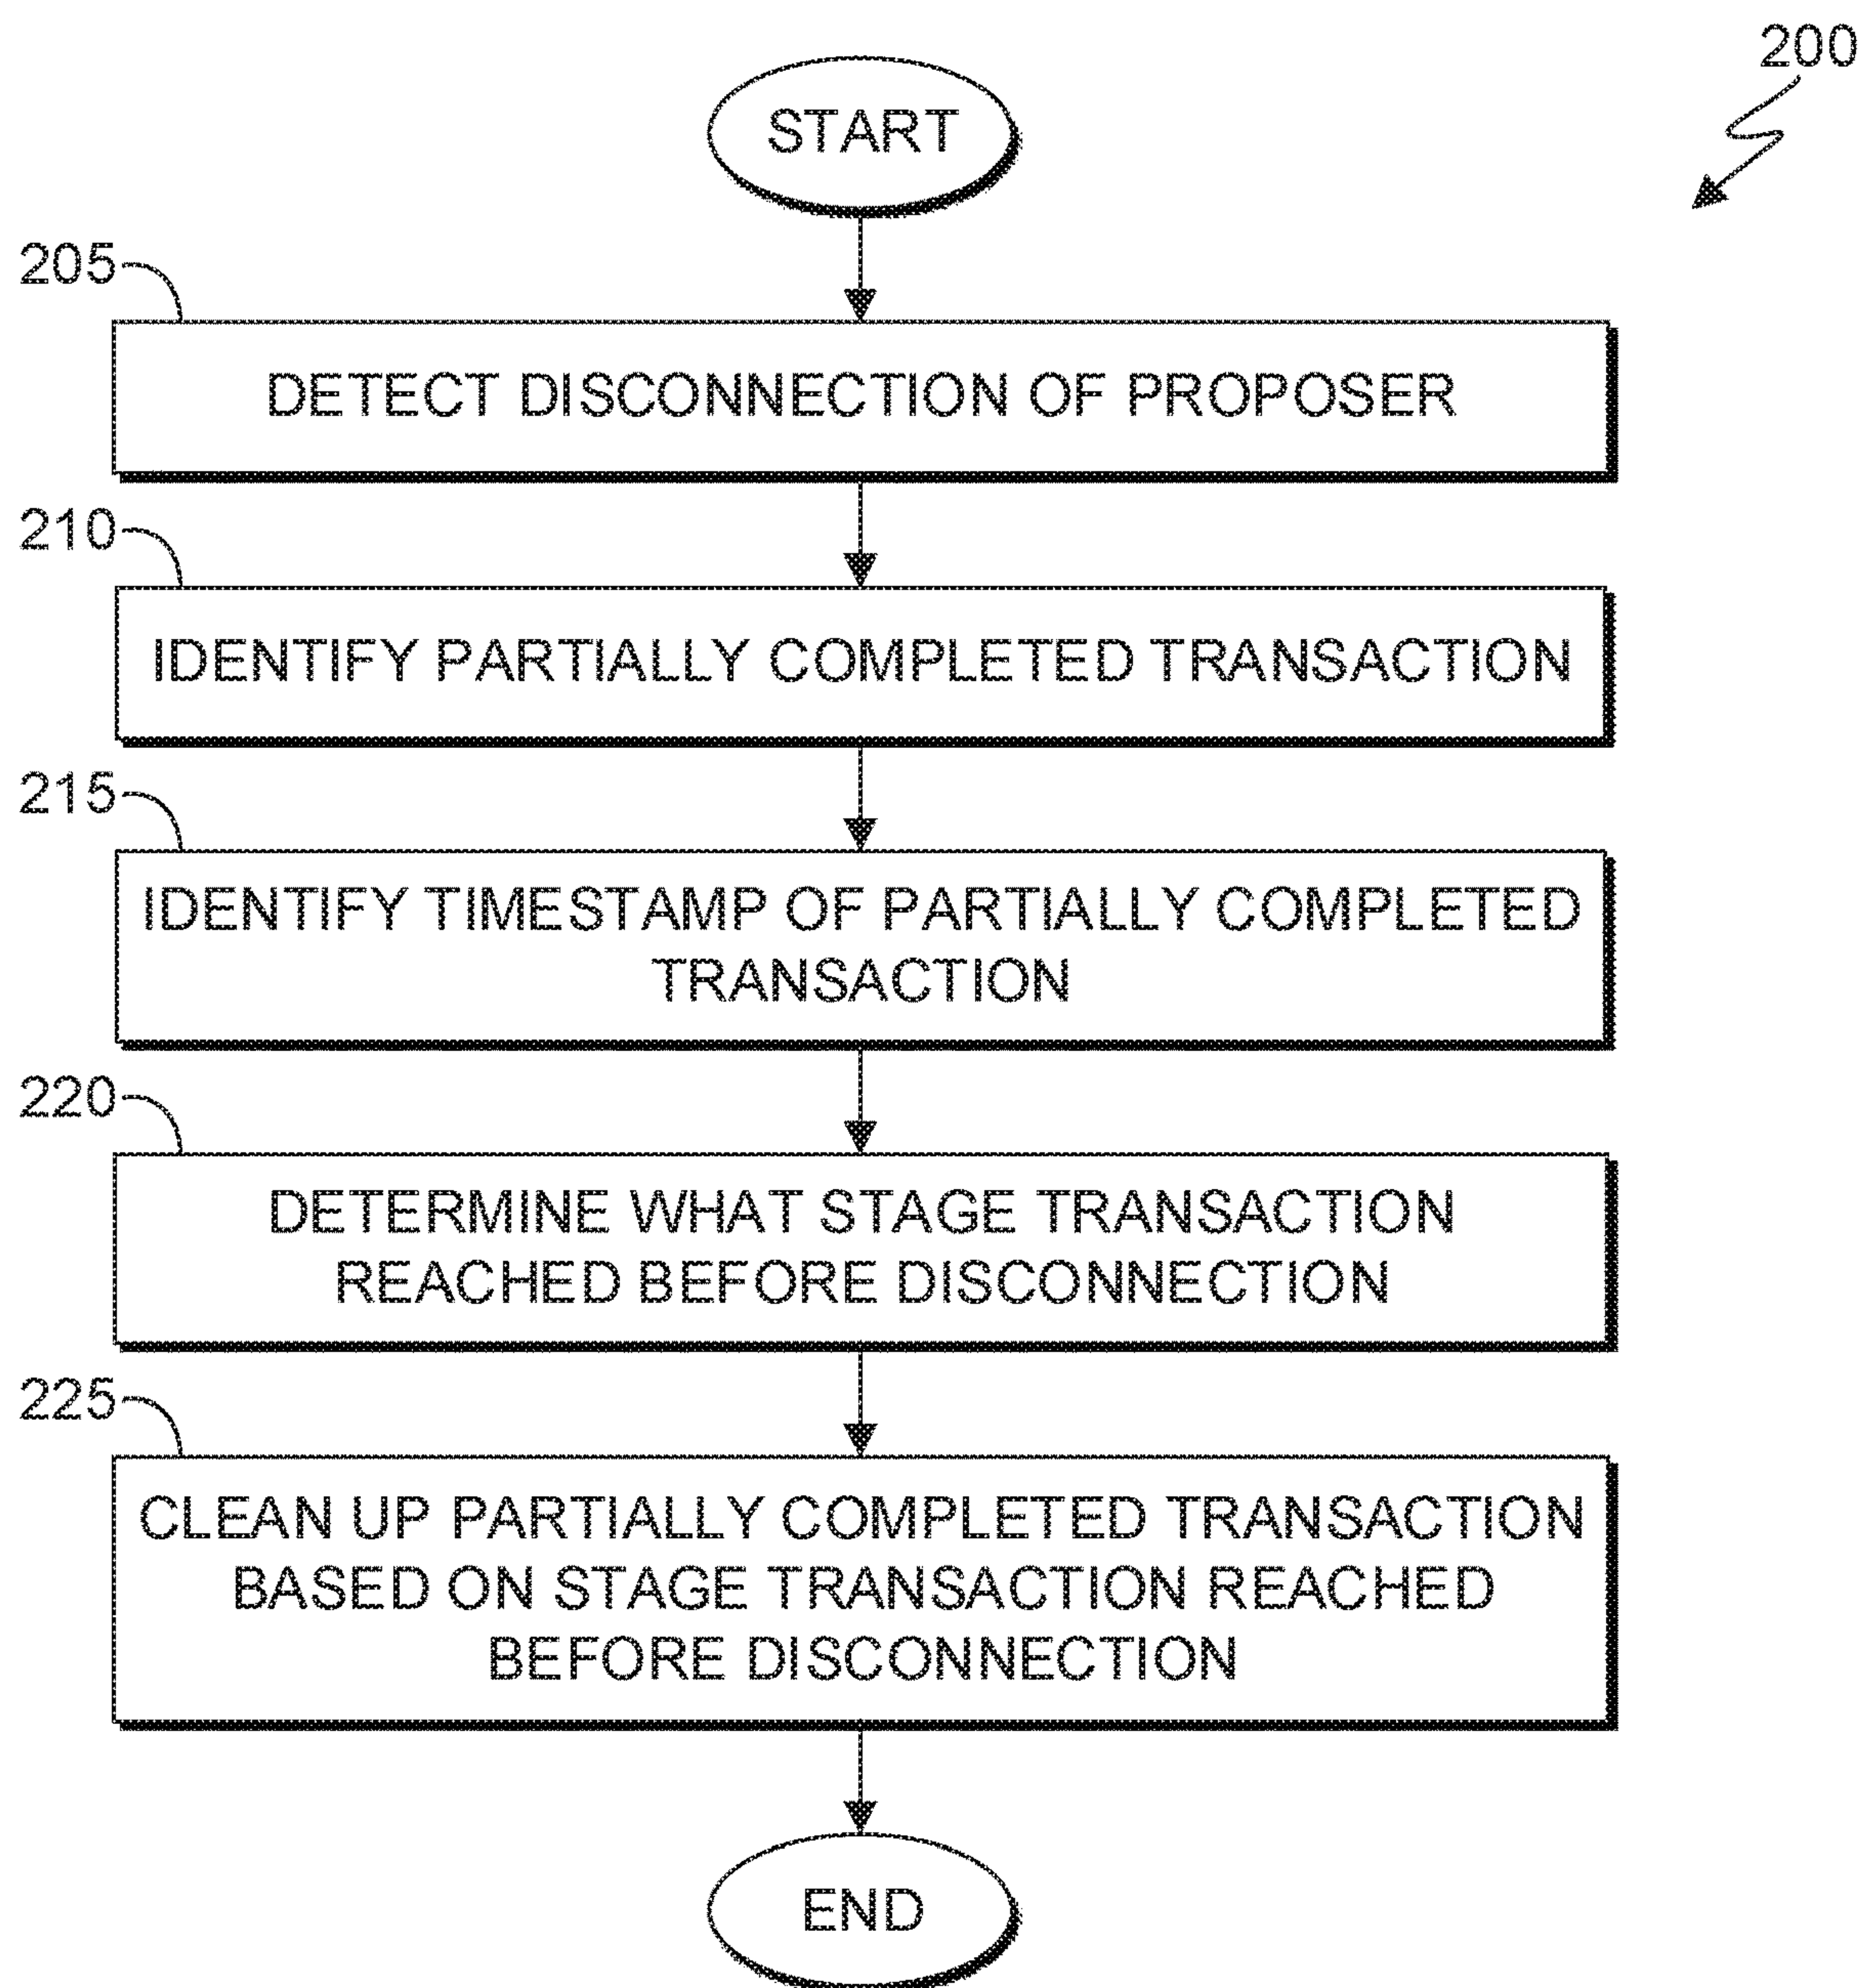 200
START
205
DETECT DISCONNECTION OF PROPOSER
210
IDENTIFY PARTIALLY COMPLETED TRANSACTION
215
IDENTIFY TIMESTAMP OF PARTIALLY COMPLETED
TRANSACTION
220
DETERMINE WHAT STAGE TRANSACTION
REACHED BEFORE DISCONNECTION
225
CLEAN UP PARTIALLY COMPLETED TRANSACTION
BASED ON STAGE TRANSACTION REACHED
BEFORE DISCONNECTION
END